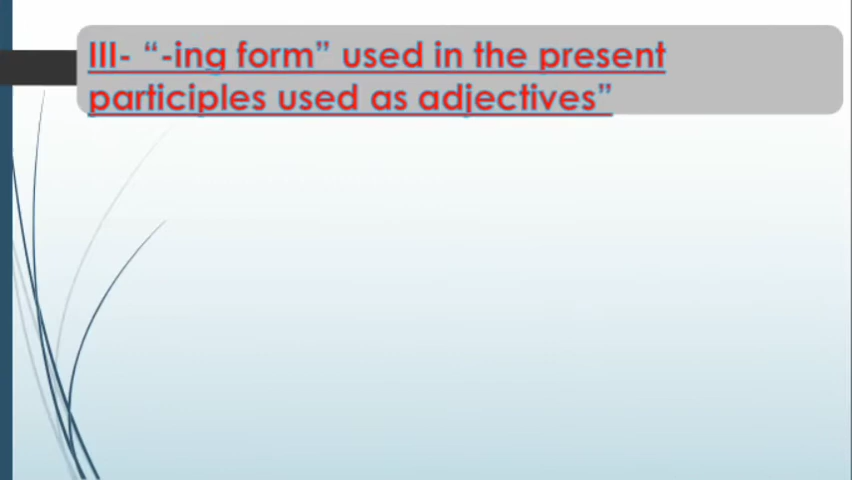 III- “-ing form” used in the present
participles used as adjectives”